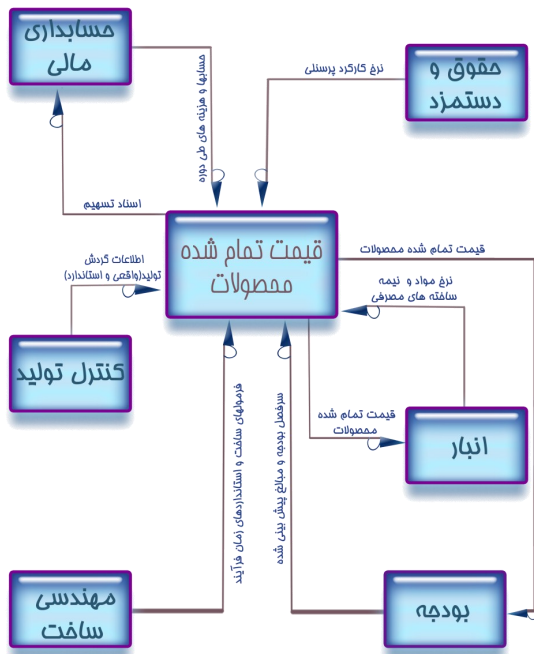 حسابداری
مالی
حقوق و
دستمزد
نرخ کارکرد پرسنلی
حسابها و هزینه های طی دوره
اسناد تسهیم
قیمت تمام شده
محصولات
قیمت تمام شده محصولات
اطلاعات گردش
تولید(واقعی و استاندارد)
نرخ مواد و نیمه
ساخته های مصرفی
کنترل تولید
قیمت تمام شده
محصولات
انبار
فرمولهای ساخت و استانداردهای زمان فرآیند
سرفصل بودجه و مبالغ پیش بینی شده
مهندسی
ساخت
بودجه